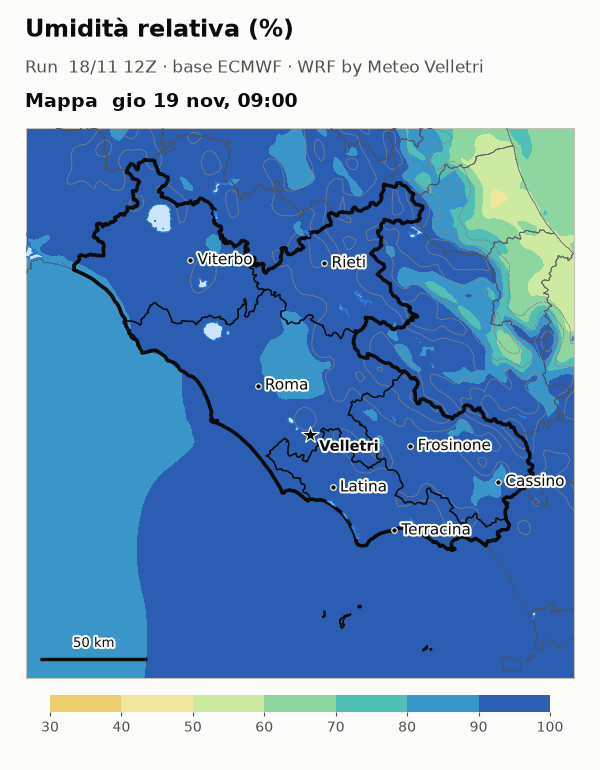 Umidità relativa (%)
Run  18/11 12Z · base ECMWF · WRF by Meteo Velletri
Mappa  gio 19 nov, 09:00
Viterbo
Rieti
Roma
Velletri
Frosinone
Cassino
Latina
Terracina
50 km
30 40 50 60 70 80 90 100